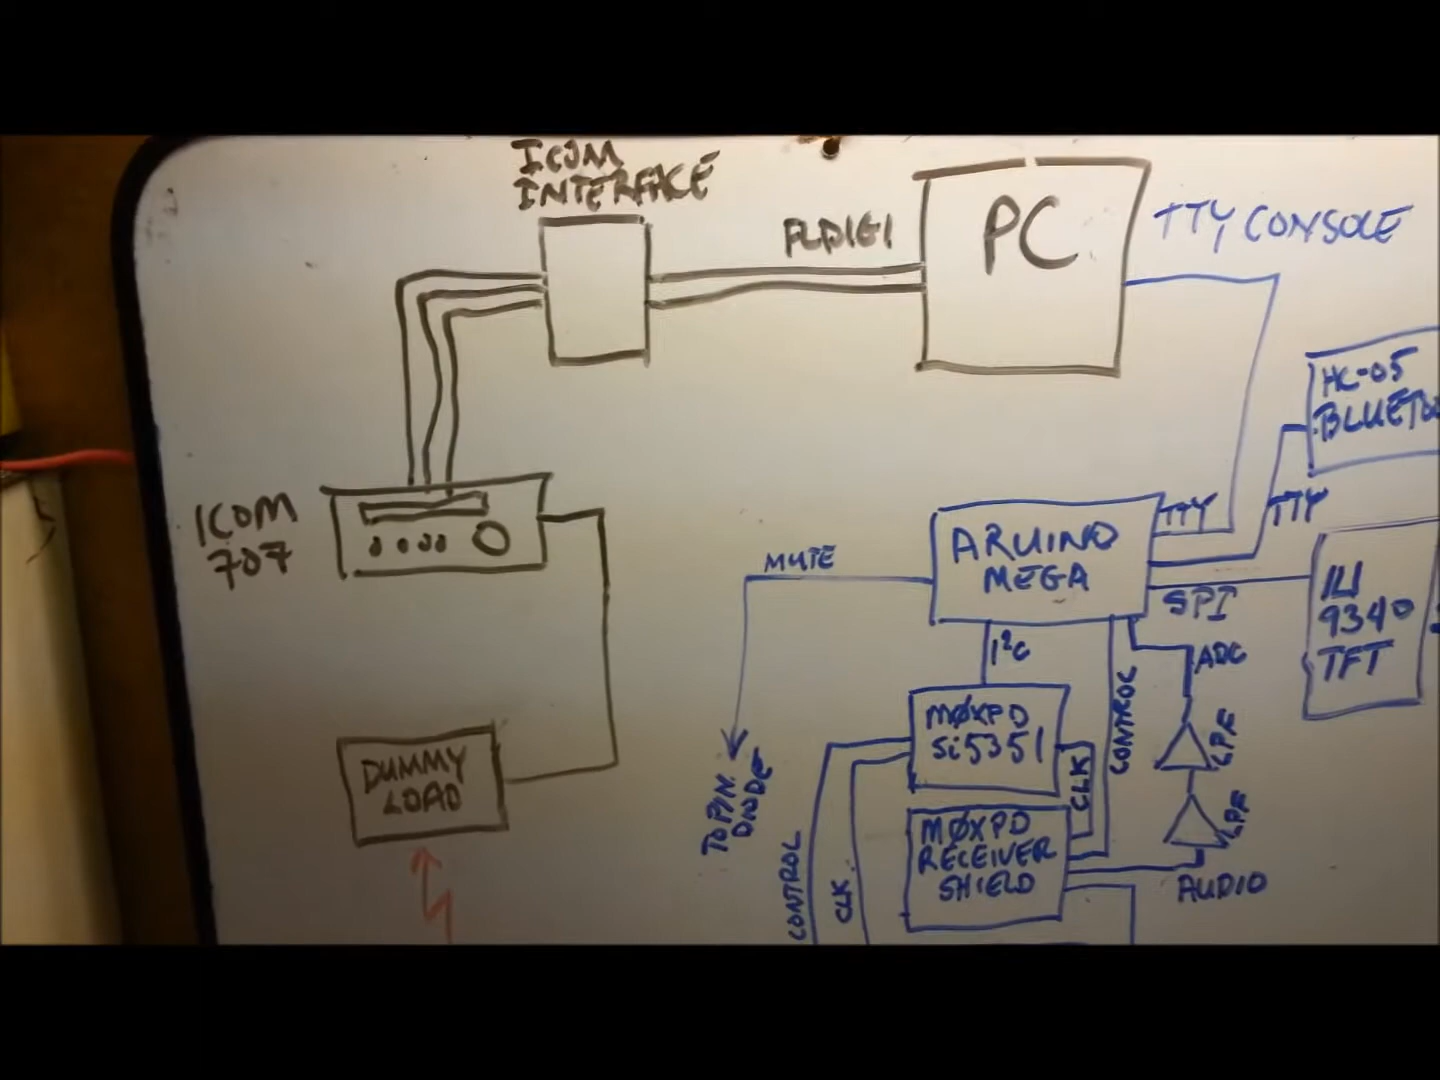 ICOM
INTERFACE
FLDIGI
PC
TTY CONSOLE
HC-05
ICOM
707
MUTE
ARUINO
MEGA
TTY
TTY
SPI
ILI
9340
TFT
I²C
CONTROL
ADC
MØXPD
Si5351
CLK
LPF
LPF
DUMMY
LOAD
TO PIN
DIODE
CONTROL
CLK
MØXPD
RECEIVER
SHIELD
AUDIO